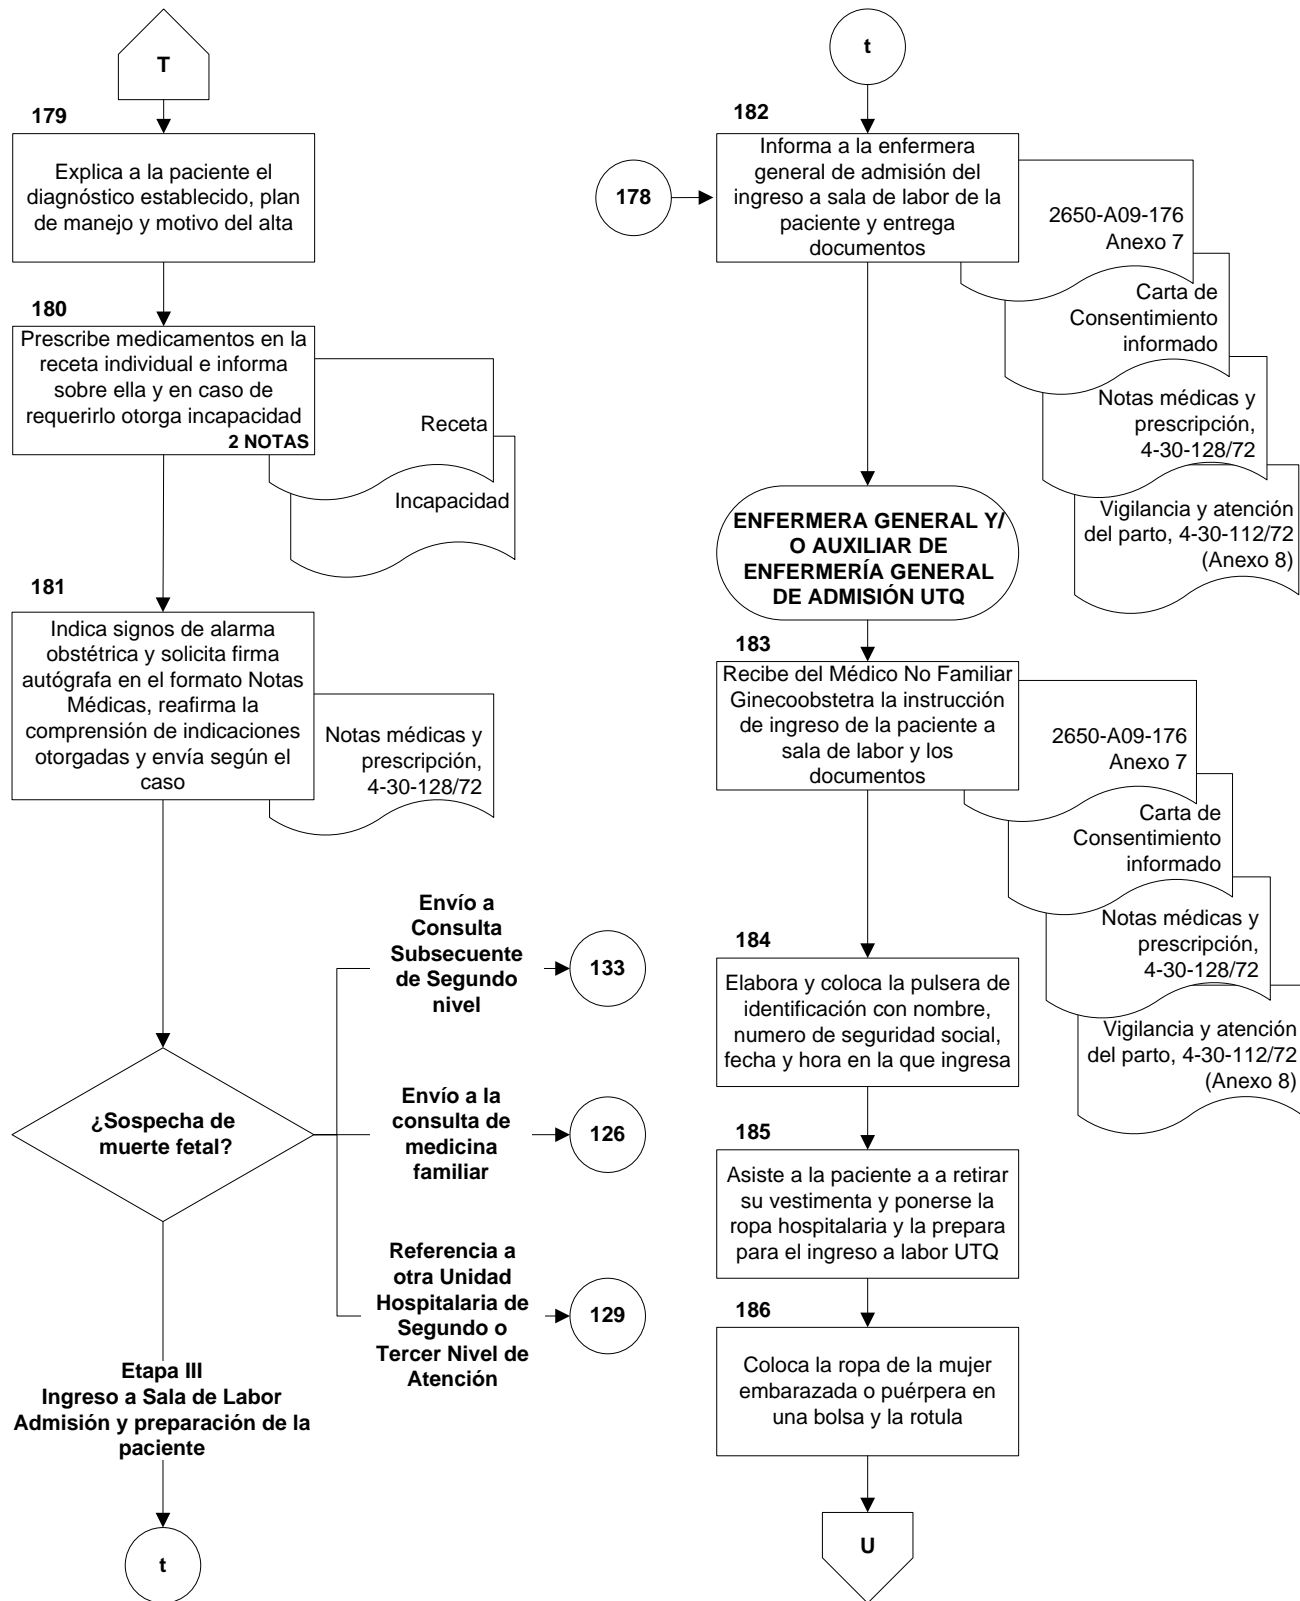 T
179
Explica a la paciente el
diagnóstico establecido, plan
de manejo y motivo del alta
180
Prescribe medicamentos en la
receta individual e informa
sobre ella y en caso de
requerirlo otorga incapacidad
2 NOTAS
Receta
Incapacidad
181
Indica signos de alarma
obstétrica y solicita firma
autógrafa en el formato Notas
Médicas, reafirma la
comprensión de indicaciones
otorgadas y envía según el
caso
Notas médicas y
prescripción,
4-30-128/72
¿Sospecha de
muerte fetal?
Envío a
Consulta
Subsecuente
de Segundo
nivel
133
Envío a la
consulta de
medicina
familiar
126
Referencia a
otra Unidad
Hospitalaria de
Segundo o
Tercer Nivel de
Atención
129
Etapa III
Ingreso a Sala de Labor
Admisión y preparación de la
paciente
t
t
182
178
Informa a la enfermera
general de admisión del
ingreso a sala de labor de la
paciente y entrega
documentos
2650-A09-176
Anexo 7
Carta de
Consentimiento
informado
Notas médicas y
prescripción,
4-30-128/72
Vigilancia y atención
del parto, 4-30-112/72
(Anexo 8)
ENFERMERA GENERAL Y/
O AUXILIAR DE
ENFERMERÍA GENERAL
DE ADMISIÓN UTQ
183
Recibe del Médico No Familiar
Ginecoobstetra la instrucción
de ingreso de la paciente a
sala de labor y los
documentos
2650-A09-176
Anexo 7
Carta de
Consentimiento
informado
Notas médicas y
prescripción,
4-30-128/72
Vigilancia y atención
del parto, 4-30-112/72
(Anexo 8)
184
Elabora y coloca la pulsera de
identificación con nombre,
numero de seguridad social,
fecha y hora en la que ingresa
185
Asiste a la paciente a a retirar
su vestimenta y ponerse la
ropa hospitalaria y la prepara
para el ingreso a labor UTQ
186
Coloca la ropa de la mujer
embarazada o puérpera en
una bolsa y la rotula
U